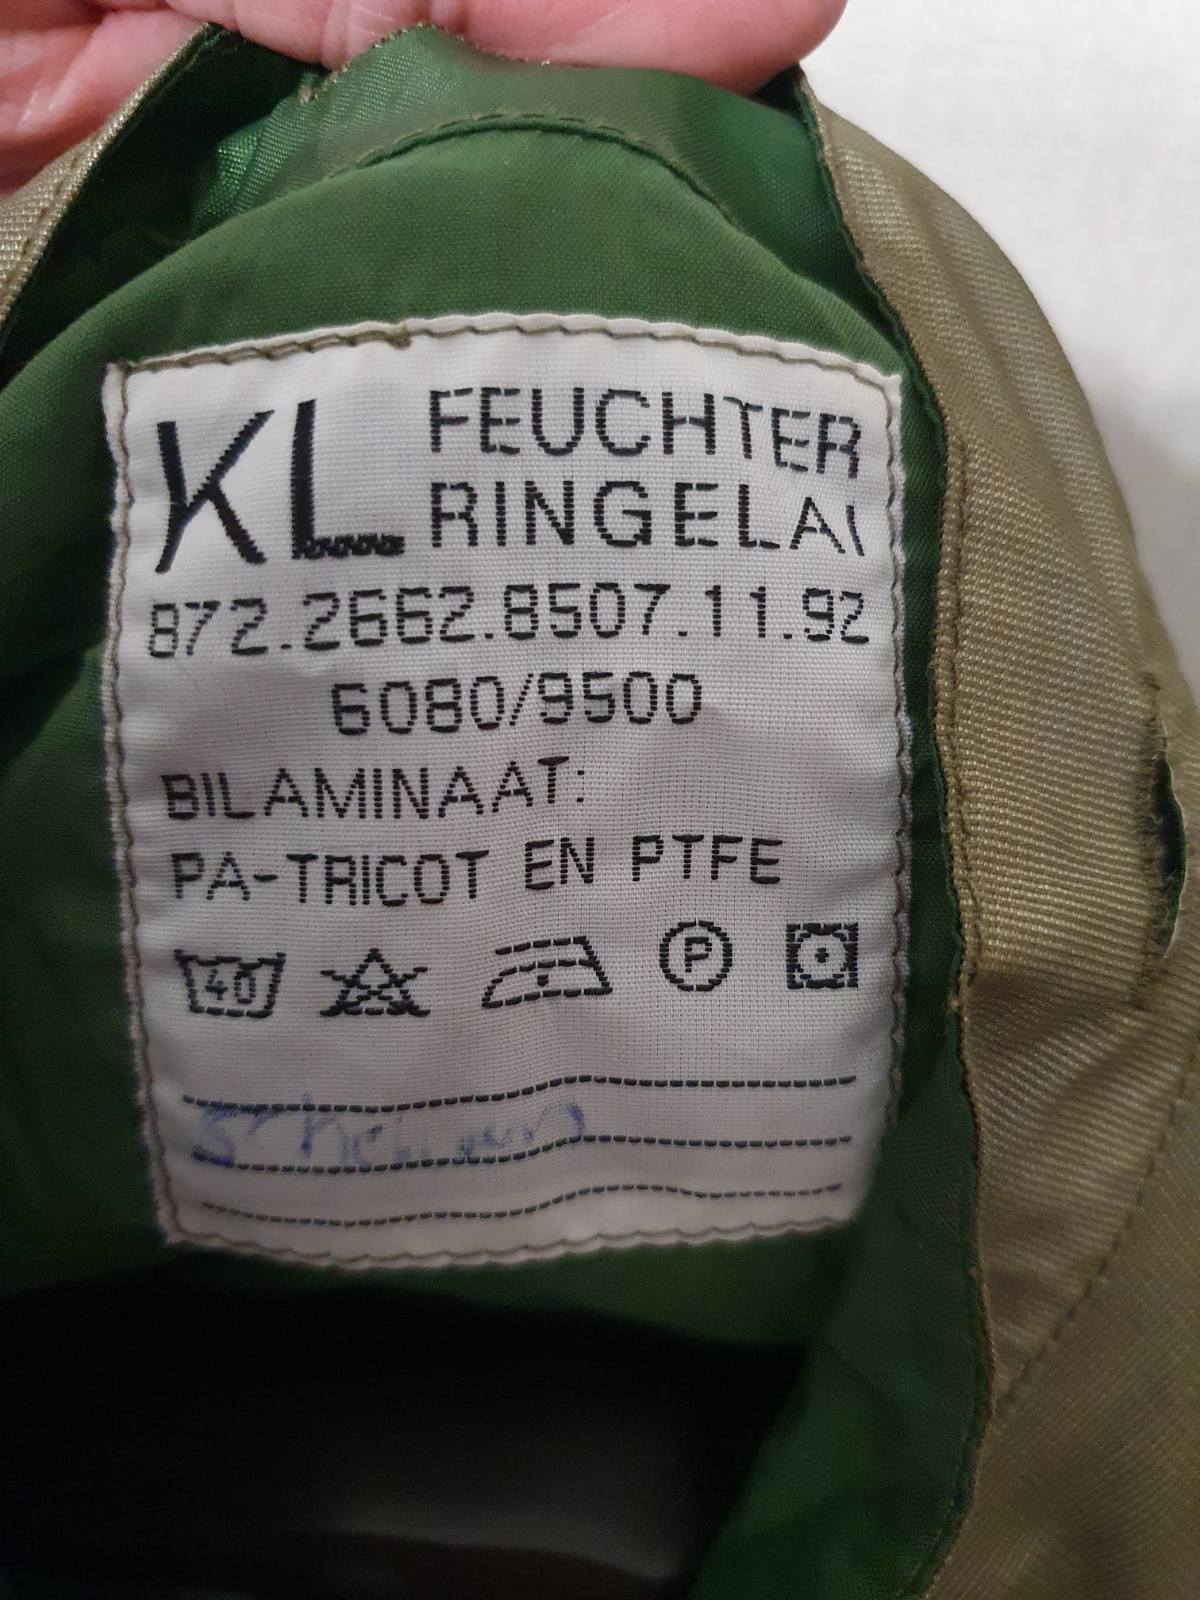 KL FEUCHTER
RINGELAI
872.2662.8507.11.92
6080/9500
BILAMINAAT:
PA-TRICOT EN PTFE
40 P